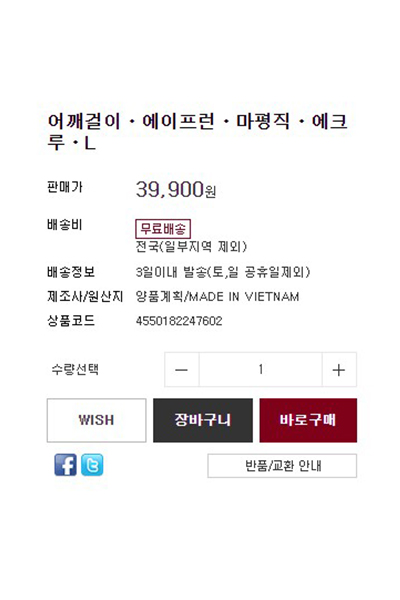 어깨걸이・에이프런・마평직・에크
루・L
판매가 39,900원
배송비 무료배송
전국(일부지역 제외)
배송정보 3일이내 발송(토,일 공휴일제외)
제조사/원산지 양품계획/MADE IN VIETNAM
상품코드 4550182247602
수량선택 − 1 +
WISH 장바구니 바로구매
반품/교환 안내